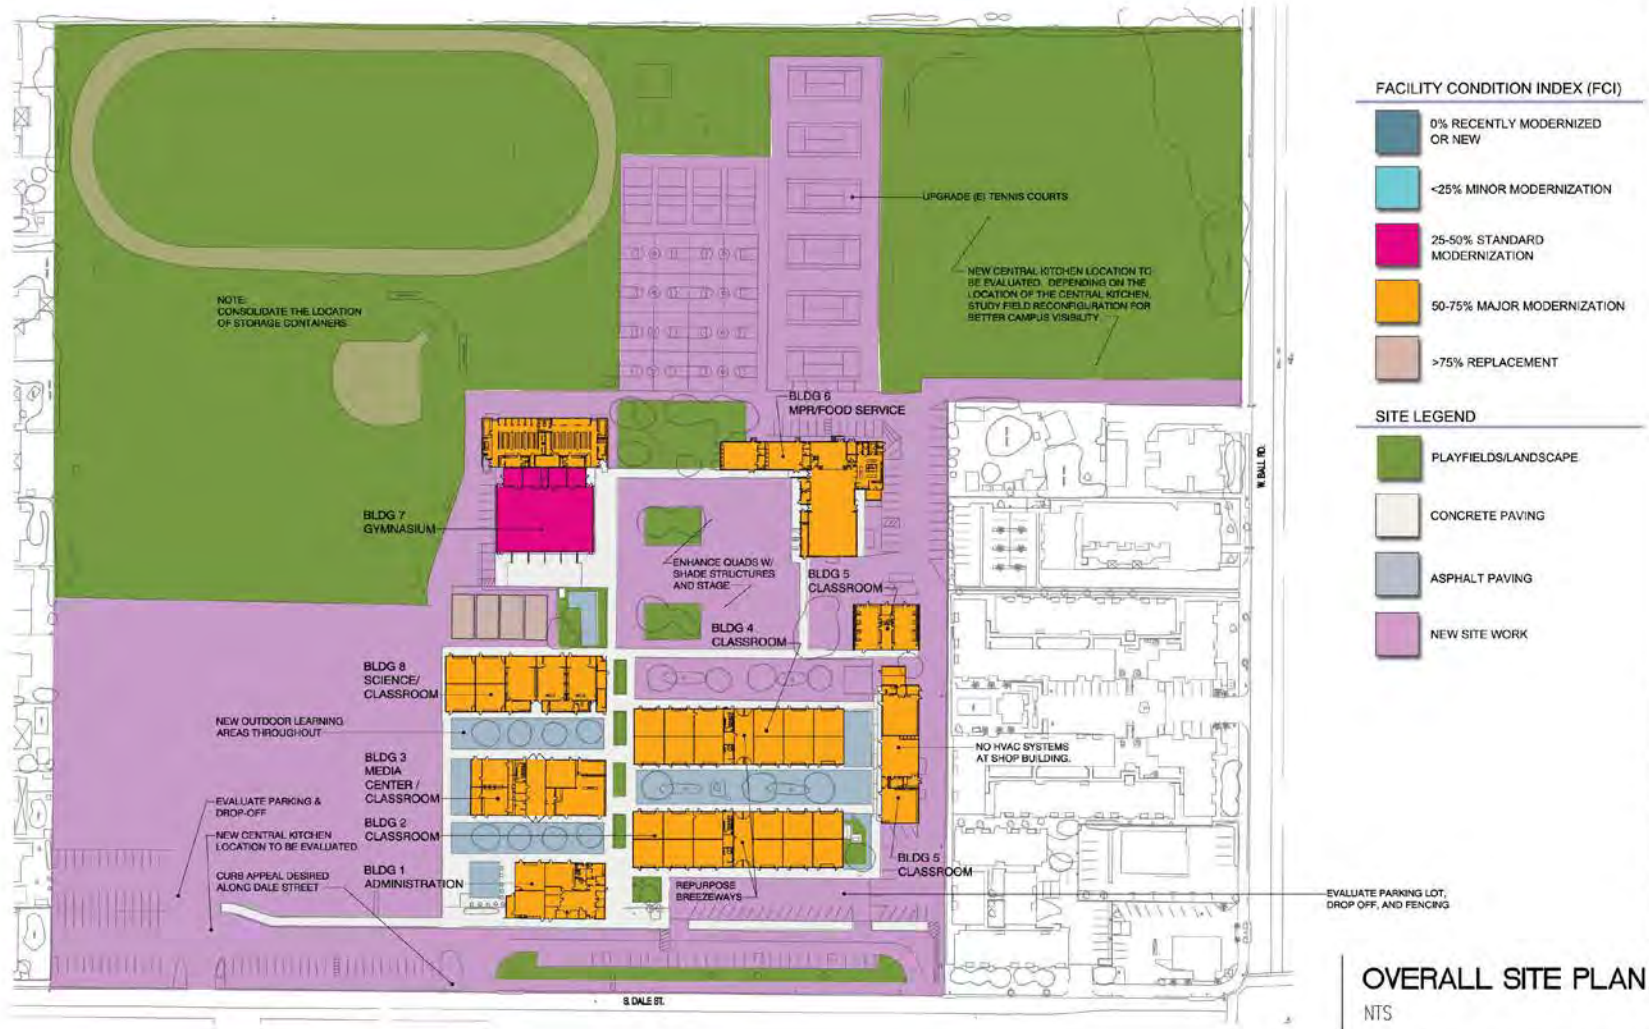 UPGRADE (E) TENNIS COURTS
NEW CENTRAL KITCHEN LOCATION TO
BE EVALUATED. DEPENDING ON THE
LOCATION OF THE CENTRAL KITCHEN,
STUDY FIELD RECONFIGURATION FOR
BETTER CAMPUS VISIBILITY.
NOTE:
CONSOLIDATE THE LOCATION
OF STORAGE CONTAINERS
BLDG 6
MPR/FOOD SERVICE
BLDG 7
GYMNASIUM
ENHANCE QUADS W/
SHADE STRUCTURES
AND STAGE
BLDG 5
CLASSROOM
BLDG 4
CLASSROOM
BLDG 8
SCIENCE/
CLASSROOM
NEW OUTDOOR LEARNING
AREAS THROUGHOUT
BLDG 3
MEDIA
CENTER /
CLASSROOM
NO HVAC SYSTEMS
AT SHOP BUILDING.
EVALUATE PARKING &
DROP-OFF
BLDG 2
CLASSROOM
NEW CENTRAL KITCHEN
LOCATION TO BE EVALUATED
BLDG 5
CLASSROOM
BLDG 1
ADMINISTRATION
CURB APPEAL DESIRED
ALONG DALE STREET
REPURPOSE
BREEZEWAYS
EVALUATE PARKING LOT,
DROP OFF, AND FENCING
S. DALE ST.
W. BALL RD.
FACILITY CONDITION INDEX (FCI)
0% RECENTLY MODERNIZED
OR NEW
<25% MINOR MODERNIZATION
25-50% STANDARD
MODERNIZATION
50-75% MAJOR MODERNIZATION
>75% REPLACEMENT
SITE LEGEND
PLAYFIELDS/LANDSCAPE
CONCRETE PAVING
ASPHALT PAVING
NEW SITE WORK
OVERALL SITE PLAN
NTS